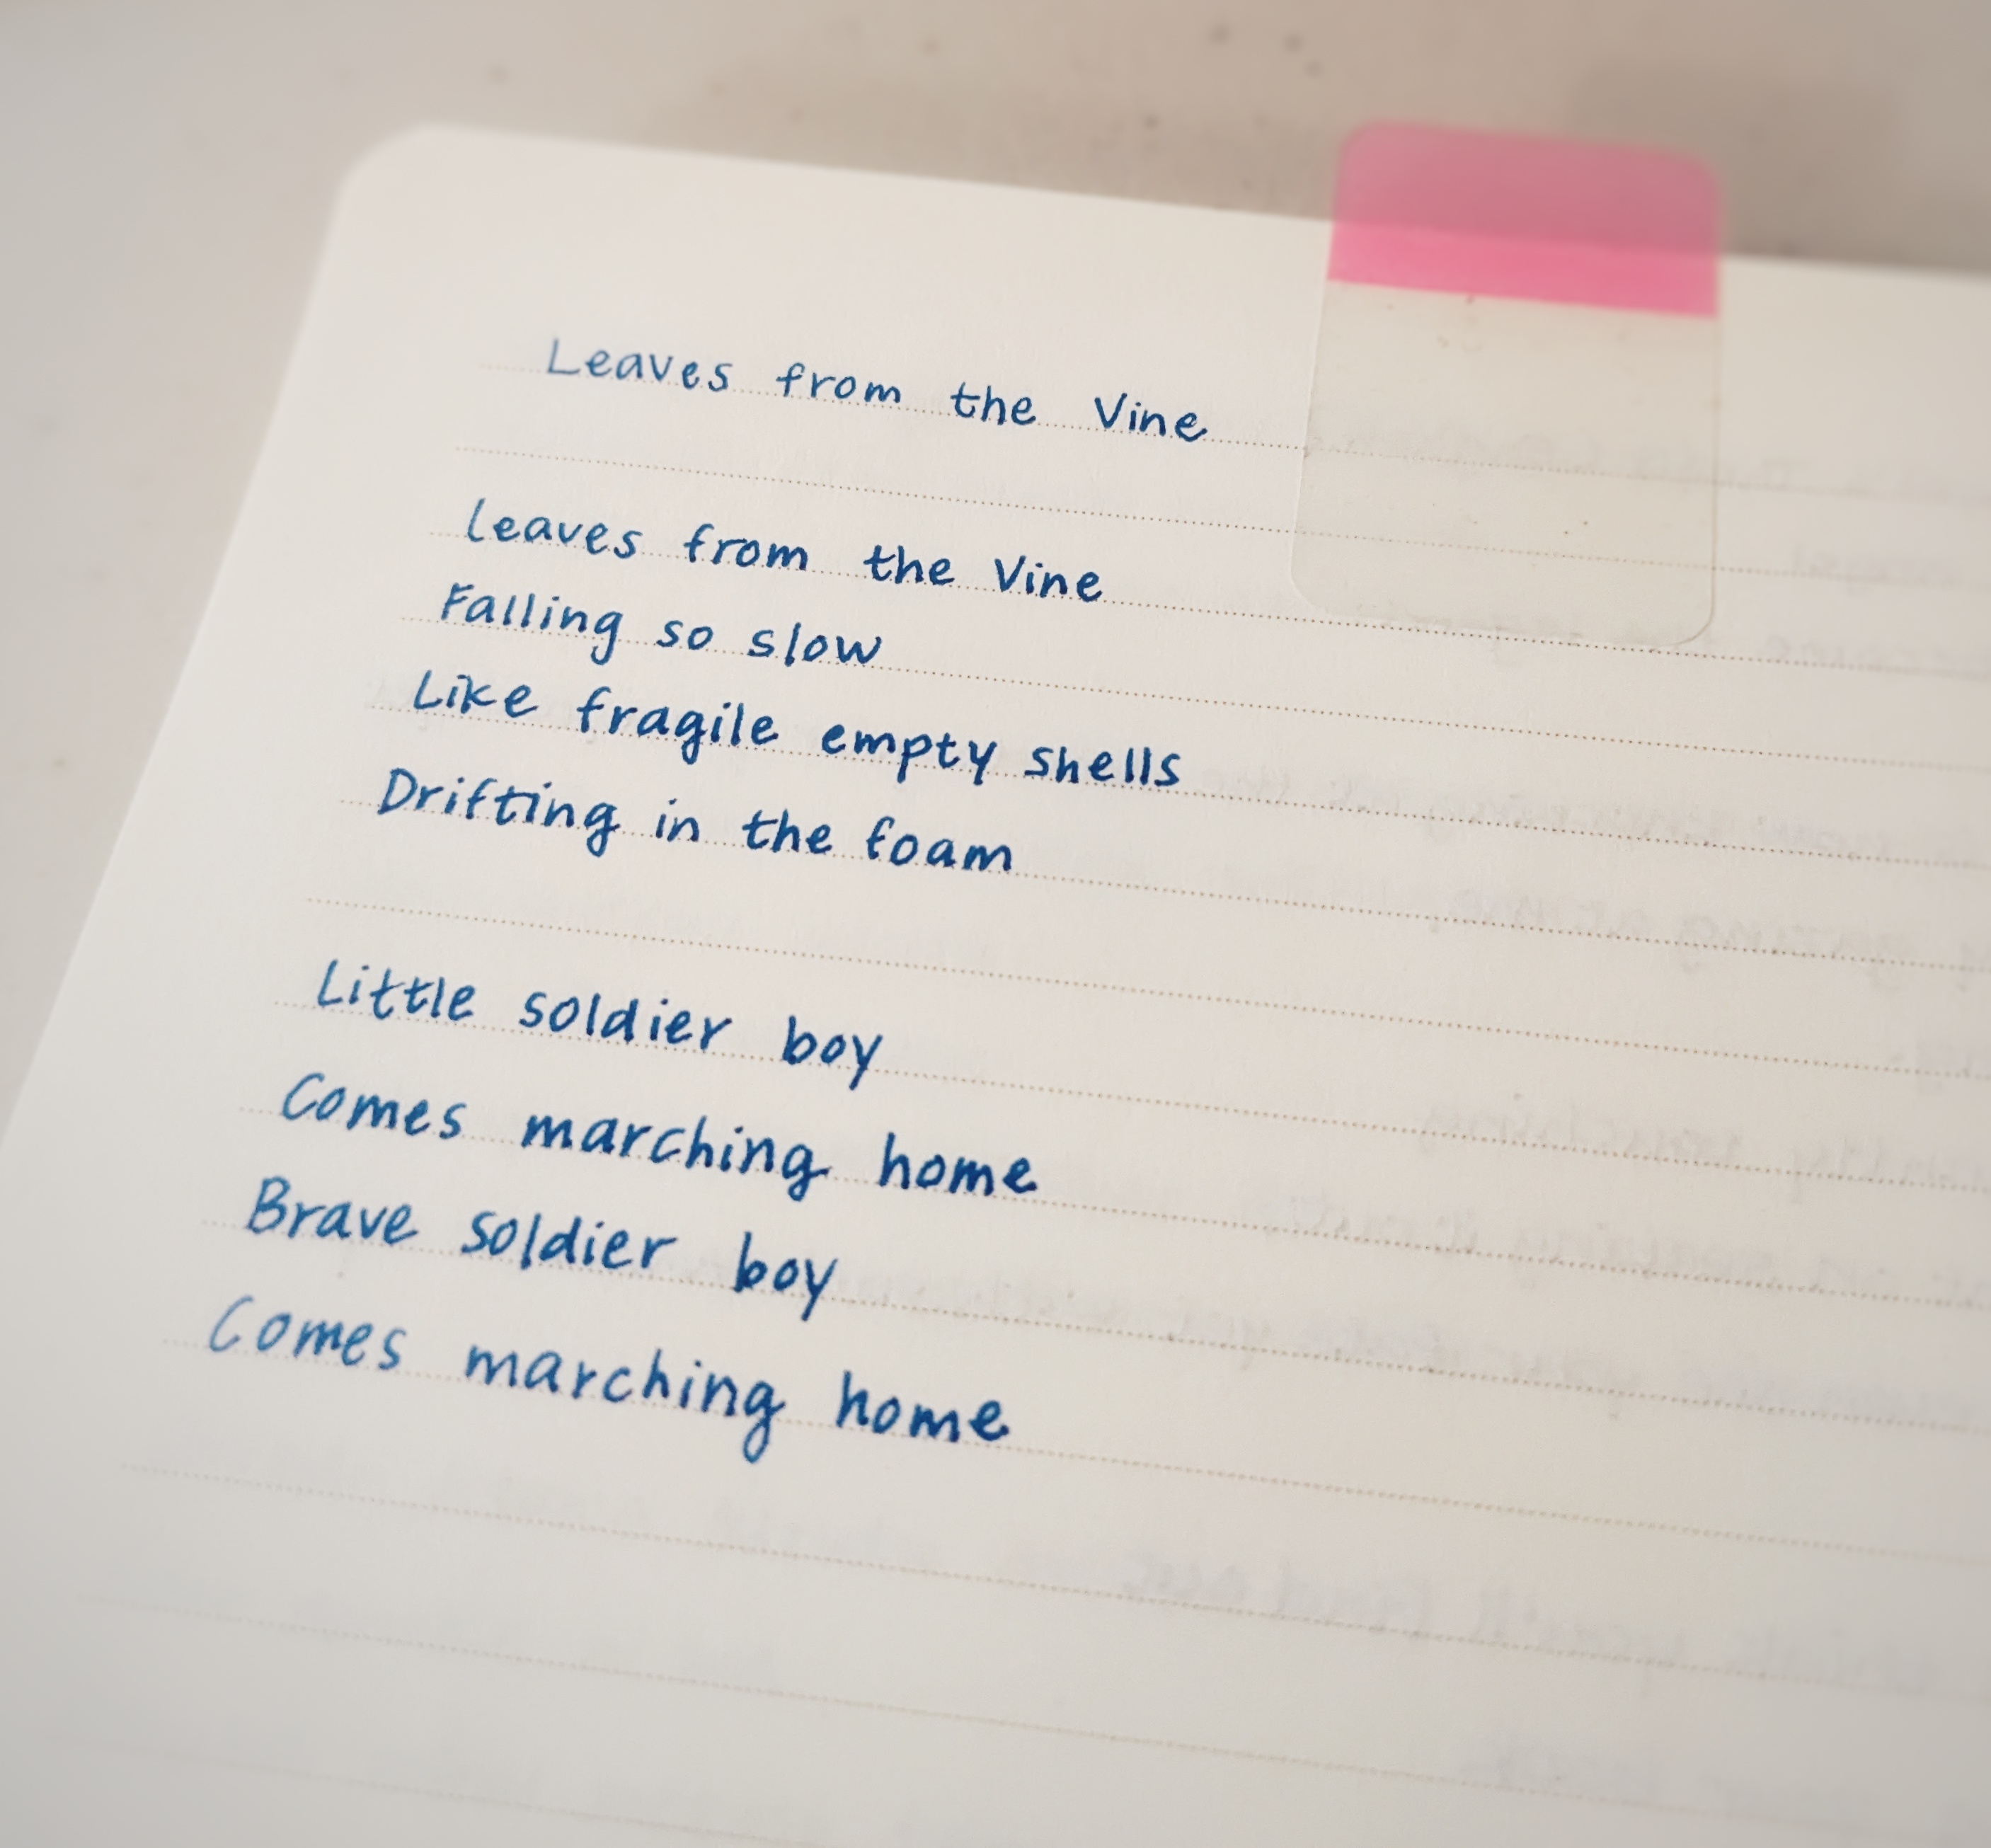 Leaves from the Vine
Leaves from the Vine
Falling so slow
Like fragile empty shells
Drifting in the foam
Little soldier boy
Comes marching home
Brave soldier boy
Comes marching home